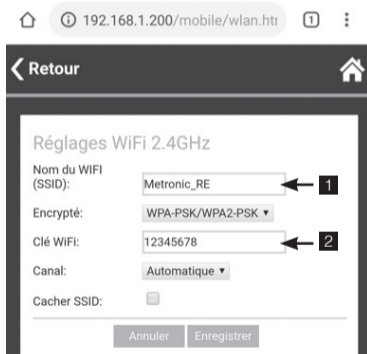 192.168.1.200/mobile/wlan.htr
1
Retour
Réglages WiFi 2.4GHz
Nom du WIFI
(SSID):
Metronic_RE
1
Encrypté:
WPA-PSK/WPA2-PSK
Clé WiFi:
12345678
2
Canal:
Automatique
Cacher SSID:
Annuler
Enregistrer